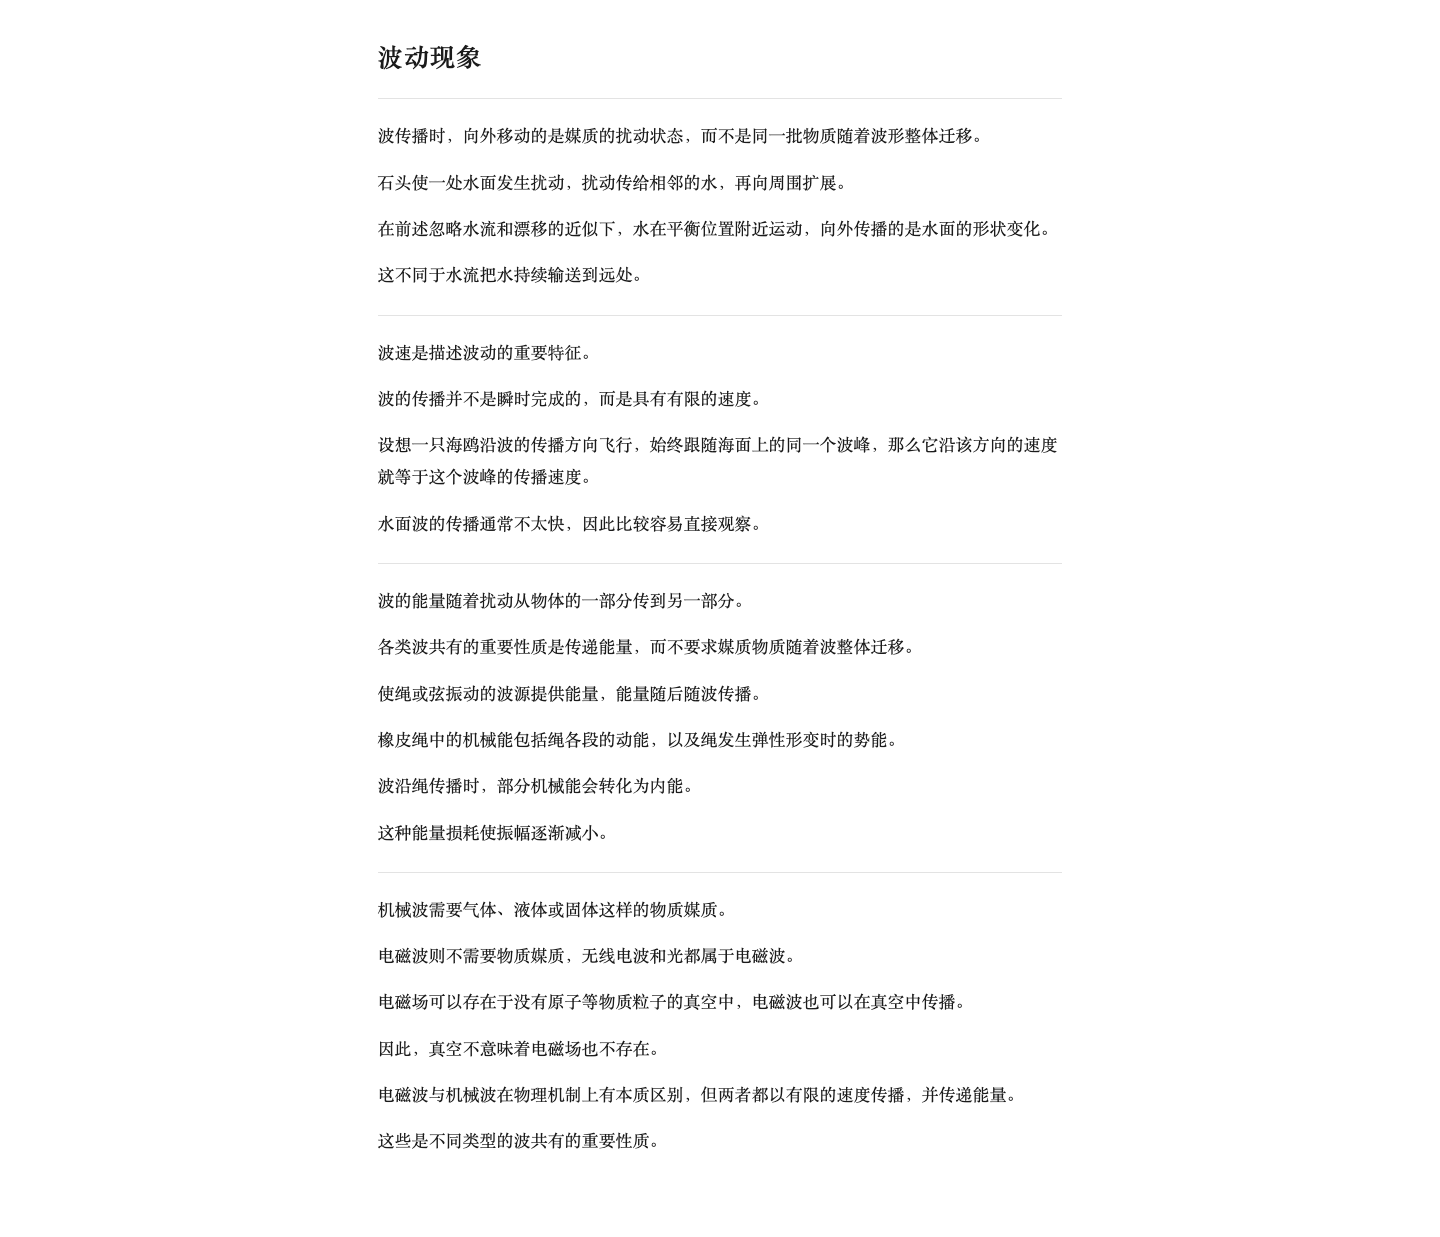 波动现象
波传播时，向外移动的是媒质的扰动状态，而不是同一批物质随着波形整体迁移。
石头使一处水面发生扰动，扰动传给相邻的水，再向周围扩展。
在前述忽略水流和漂移的近似下，水在平衡位置附近运动，向外传播的是水面的形状变化。
这不同于水流把水持续输送到远处。
波速是描述波动的重要特征。
波的传播并不是瞬时完成的，而是具有有限的速度。
设想一只海鸥沿波的传播方向飞行，始终跟随海面上的同一个波峰，那么它沿该方向的速度
就等于这个波峰的传播速度。
水面波的传播通常不太快，因此比较容易直接观察。
波的能量随着扰动从物体的一部分传到另一部分。
各类波共有的重要性质是传递能量，而不要求媒质物质随着波整体迁移。
使绳或弦振动的波源提供能量，能量随后随波传播。
橡皮绳中的机械能包括绳各段的动能，以及绳发生弹性形变时的势能。
波沿绳传播时，部分机械能会转化为内能。
这种能量损耗使振幅逐渐减小。
机械波需要气体、液体或固体这样的物质媒质。
电磁波则不需要物质媒质，无线电波和光都属于电磁波。
电磁场可以存在于没有原子等物质粒子的真空中，电磁波也可以在真空中传播。
因此，真空不意味着电磁场也不存在。
电磁波与机械波在物理机制上有本质区别，但两者都以有限的速度传播，并传递能量。
这些是不同类型的波共有的重要性质。